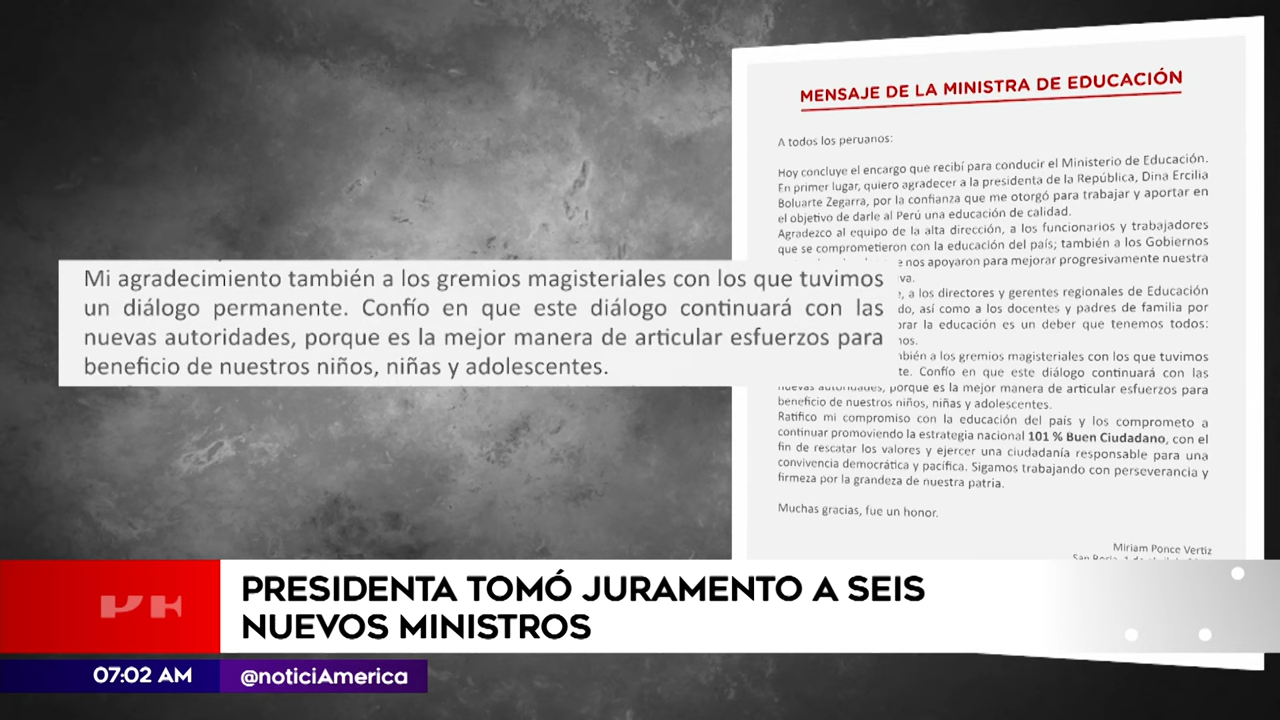 MENSAJE DE LA MINISTRA DE EDUCACIÓN
A todos los peruanos:
Hoy concluye el encargo que recibí para conducir el Ministerio de Educación.
En primer lugar, quiero agradecer a la presidenta de la República, Dina Ercilia
Boluarte Zegarra, por la confianza que me otorgó para trabajar y aportar en
el objetivo de darle al Perú una educación de calidad.
Agradezco al equipo de la alta dirección, a los funcionarios y trabajadores
que se comprometieron con la educación del país; también a los Gobiernos
nos apoyaron para mejorar progresivamente nuestra
a los directores y gerentes regionales de Educación
así como a los docentes y padres de familia por
la educación es un deber que tenemos todos:
a los gremios magisteriales con los que tuvimos
Confío en que este diálogo continuará con las
porque es la mejor manera de articular esfuerzos para
beneficio de nuestros niños, niñas y adolescentes.
Ratifico mi compromiso con la educación del país y los comprometo a
continuar promoviendo la estrategia nacional 101 % Buen Ciudadano, con el
fin de rescatar los valores y ejercer una ciudadanía responsable para una
convivencia democrática y pacífica. Sigamos trabajando con perseverancia y
firmeza por la grandeza de nuestra patria.
Muchas gracias, fue un honor.
Miriam Ponce Vertiz
Mi agradecimiento también a los gremios magisteriales con los que tuvimos
un diálogo permanente. Confío en que este diálogo continuará con las
nuevas autoridades, porque es la mejor manera de articular esfuerzos para
beneficio de nuestros niños, niñas y adolescentes.
PRESIDENTA TOMÓ JURAMENTO A SEIS
NUEVOS MINISTROS
07:02 AM
@noticiAmerica